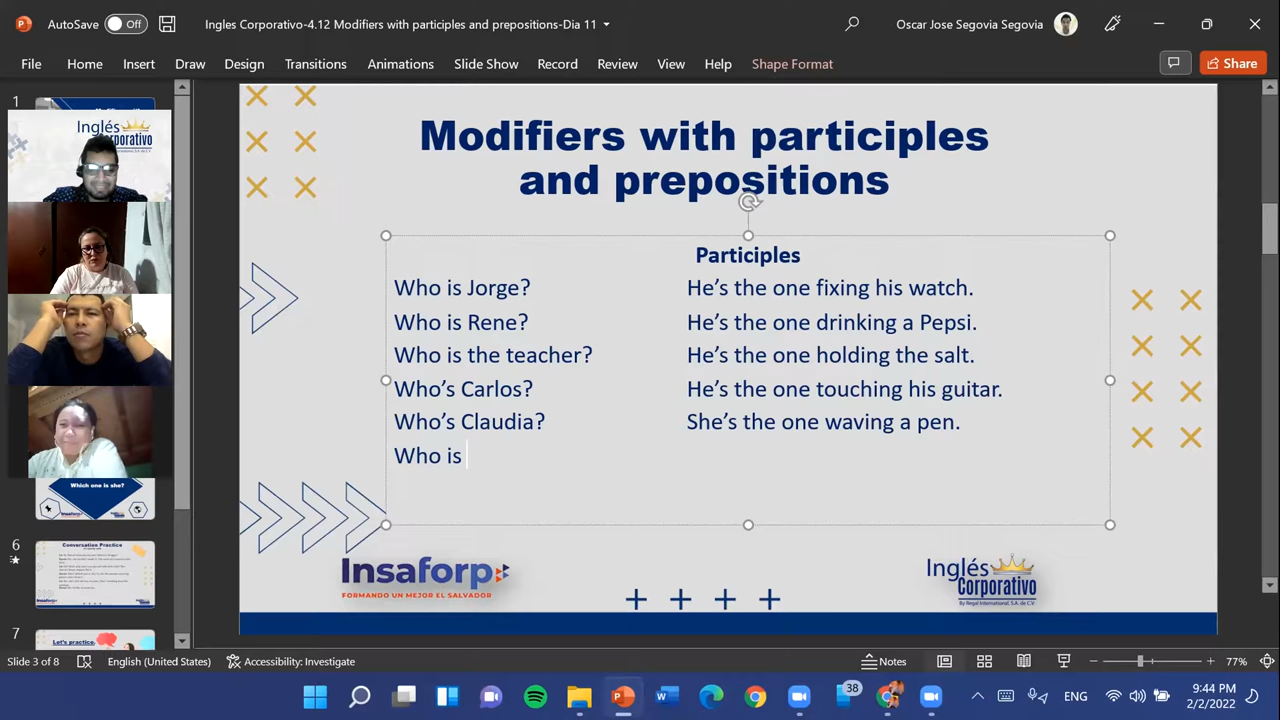 AutoSave Off Ingles Corporativo-4.12 Modifiers with participles and prepositions-Dia 11 Oscar Jose Segovia Segovia
File Home Insert Draw Design Transitions Animations Slide Show Record Review View Help Shape Format Share
1
Inglés
Corporativo
Which one is she?
6
Conversation Practice
7
Let's practice.
Modifiers with participles
and prepositions
Participles
Who is Jorge? He's the one fixing his watch.
Who is Rene? He's the one drinking a Pepsi.
Who is the teacher? He's the one holding the salt.
Who's Carlos? He's the one touching his guitar.
Who's Claudia? She's the one waving a pen.
Who is
Insaforp
FORMANDO UN MEJOR EL SALVADOR
Inglés
Corporativo
By Regal International, S.A. de C.V
Slide 3 of 8 English (United States) Accessibility: Investigate Notes 77%
38
ENG
9:44 PM
2/2/2022